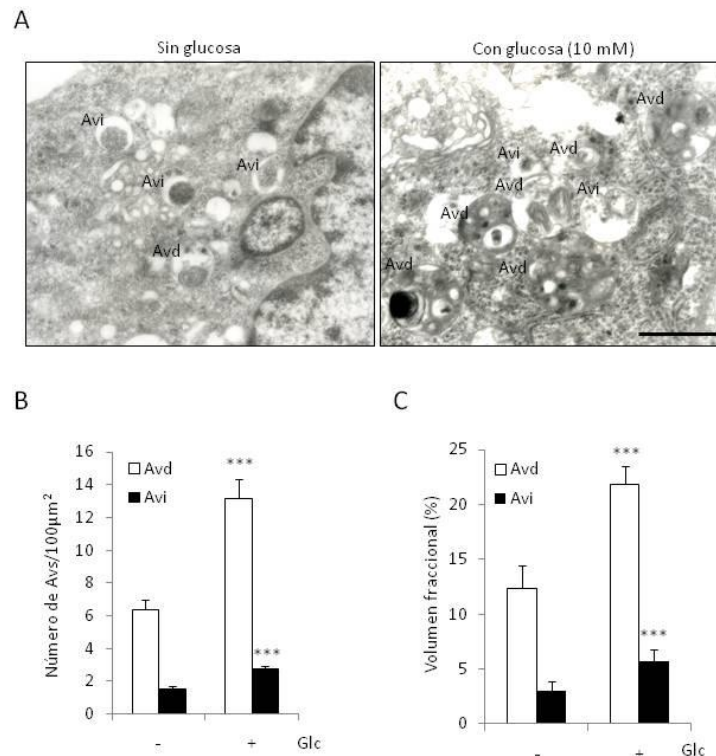 A
Sin glucosa
Con glucosa (10 mM)
Avi
Avi
Avi
Avd
Avd
Avi
Avd
Avd
Avi
Avd
Avd
Avd
B
Número de Avs/100µm²
16
14
12
10
8
6
4
2
0
Avd
Avi
***
***
-
+
Glc
C
Volumen fraccional (%)
25
20
15
10
5
0
Avd
Avi
***
***
-
+
Glc